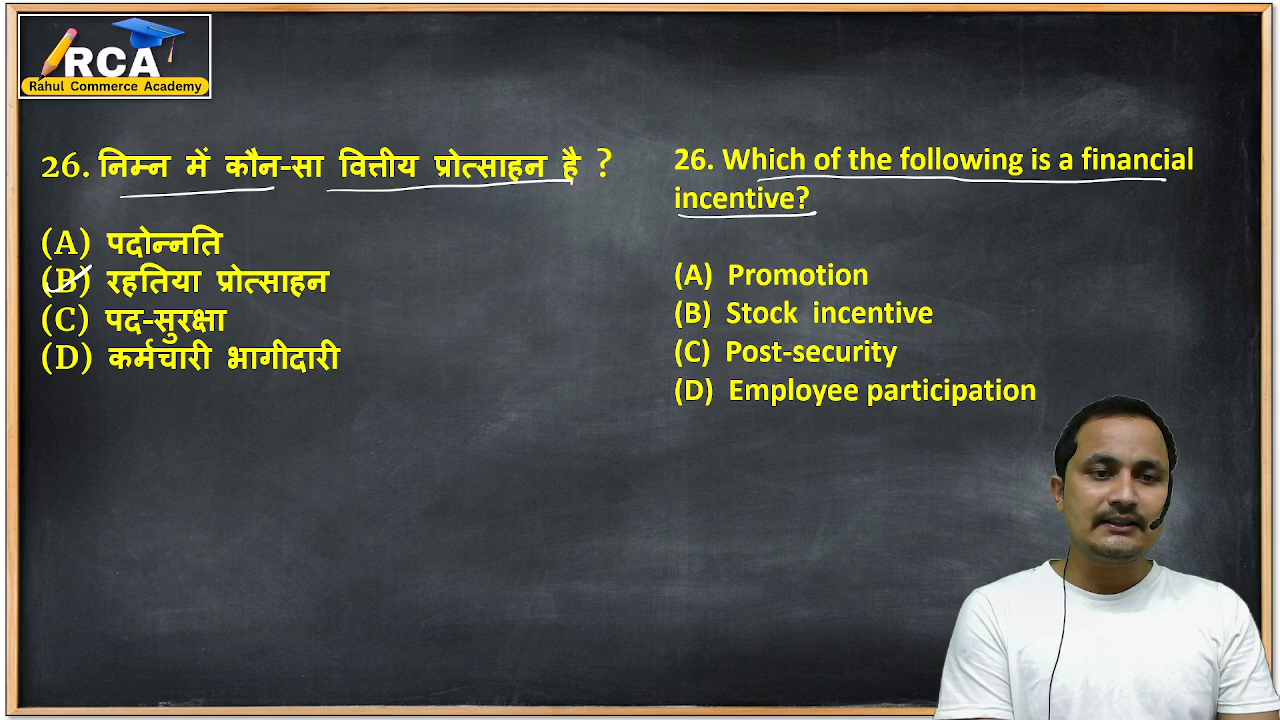 RCA
Rahul Commerce Academy
26. निम्न में कौन-सा वित्तीय प्रोत्साहन है ?
(A) पदोन्नति
(B) रहतिया प्रोत्साहन
(C) पद-सुरक्षा
(D) कर्मचारी भागीदारी
26. Which of the following is a financial
incentive?
(A) Promotion
(B) Stock incentive
(C) Post-security
(D) Employee participation